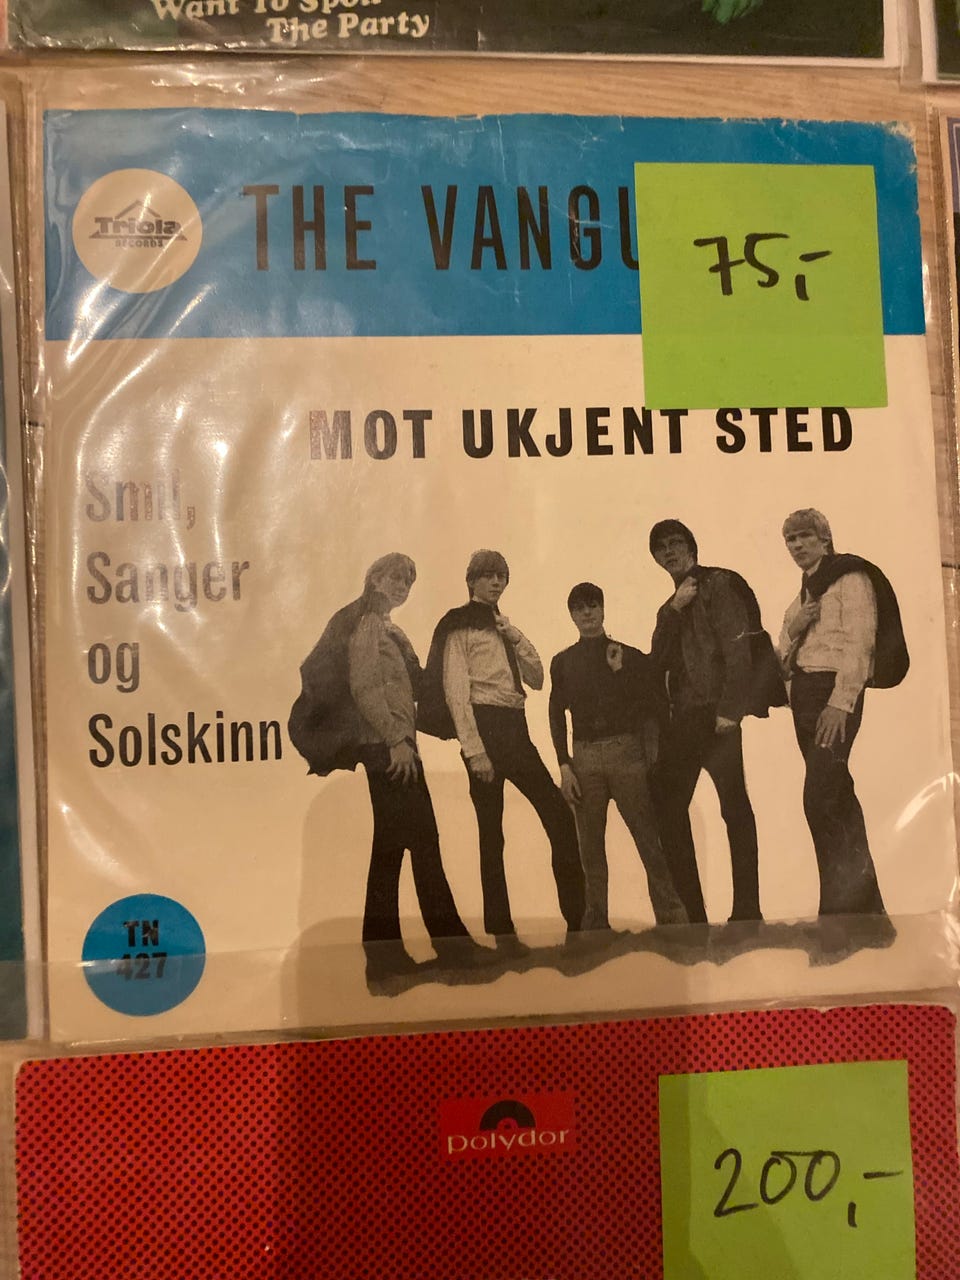 Want To Spoil
The Party
Triola
RECORDS
THE VANGU
75,-
MOT UKJENT STED
Smil,
Sanger
og
Solskinn
TN
427
polydor
200,-